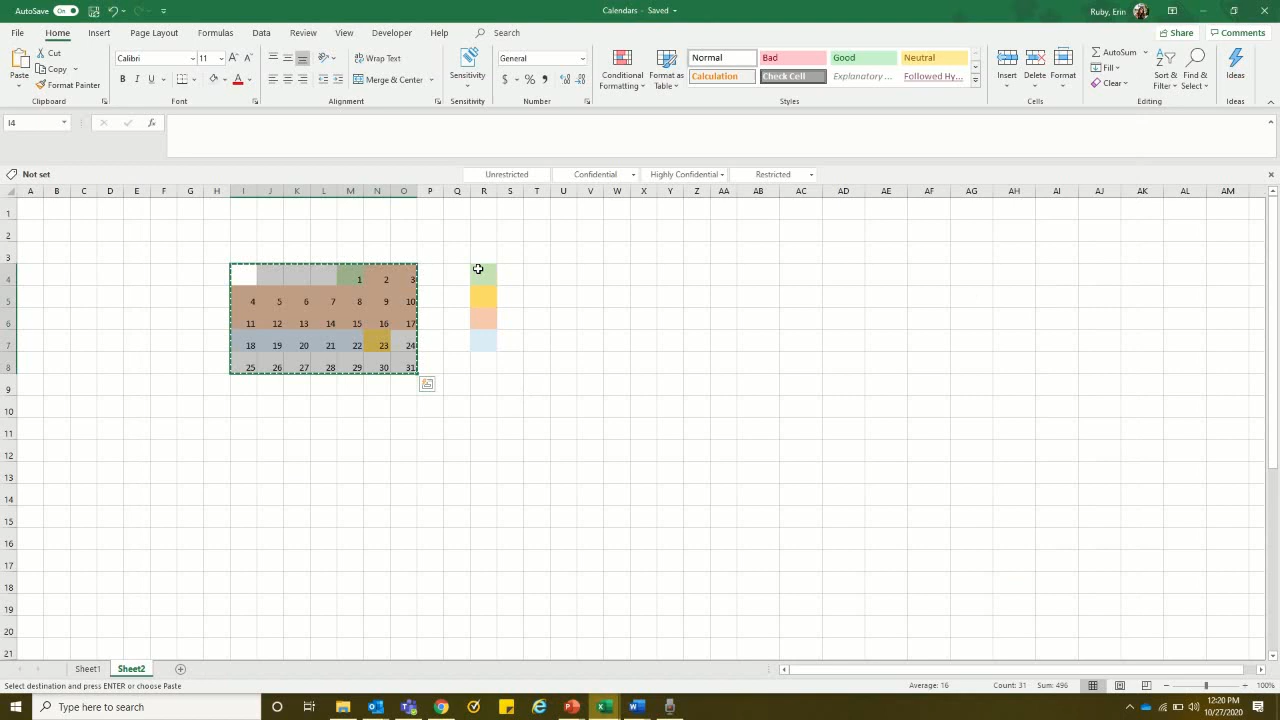 AutoSave On Calendars - Saved Ruby, Erin
File Home Insert Page Layout Formulas Data Review View Developer Help Search Share Comments
Cut Calibri 11 Wrap Text General Normal Bad Good Neutral AutoSum
Copy Fill
Paste Format Painter B I U Merge & Center $ % Sensitivity Conditional Formatting Format as Table Calculation Check Cell Explanatory ... Followed Hy... Insert Delete Format Clear Sort & Filter Find & Select Ideas
Clipboard Font Alignment Sensitivity Number Styles Cells Editing Ideas
I4 fx
Not set Unrestricted Confidential Highly Confidential Restricted
A B C D E F G H I J K L M N O P Q R S T U V W X Y Z AA AB AC AD AE AF AG AH AI AJ AK AL AM
1
2
3
4 1 2 3
5 4 5 6 7 8 9 10
6 11 12 13 14 15 16 17
7 18 19 20 21 22 23 24
8 25 26 27 28 29 30 31
9
10
11
12
13
14
15
16
17
18
19
20
21
Sheet1 Sheet2
Select destination and press ENTER or choose Paste Average: 16 Count: 31 Sum: 496 100%
Type here to search 12:20 PM
10/27/2020